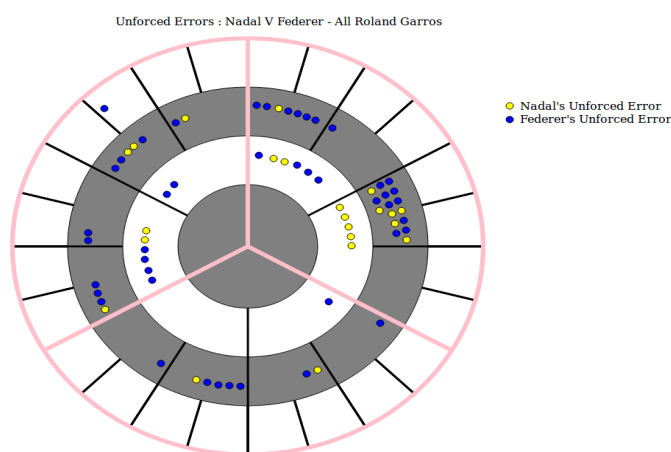 Unforced Errors : Nadal V Federer - All Roland Garros
Nadal's Unforced Error
Federer's Unforced Error